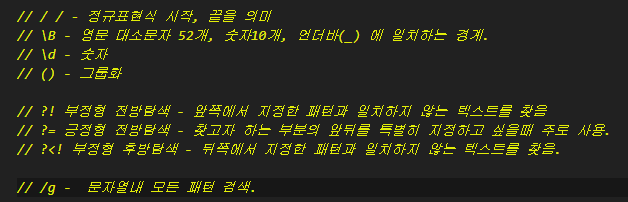 // / / - 정규표현식 시작, 끝을 의미
// \B - 영문 대소문자 52개, 숫자10개, 언더바(_) 에 일치하는 경계.
// \d - 숫자
// () - 그룹화
// ?! 부정형 전방탐색 - 앞쪽에서 지정한 패턴과 일치하지 않는 텍스트를 찾음
// ?= 긍정형 전방탐색 - 찾고자 하는 부분의 앞뒤를 특별히 지정하고 싶을때 주로 사용.
// ?<! 부정형 후방탐색 - 뒤쪽에서 지정한 패턴과 일치하지 않는 텍스트를 찾음.
// /g -  문자열내 모든 패턴 검색.